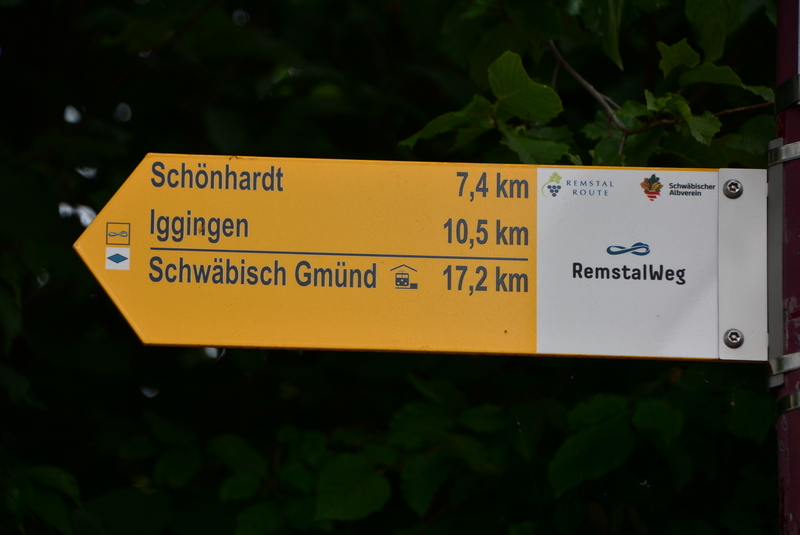 Schönhardt 7,4 km
Iggingen 10,5 km
Schwäbisch Gmünd 17,2 km
REMSTAL
ROUTE
Schwäbischer
Albverein
RemstalWeg